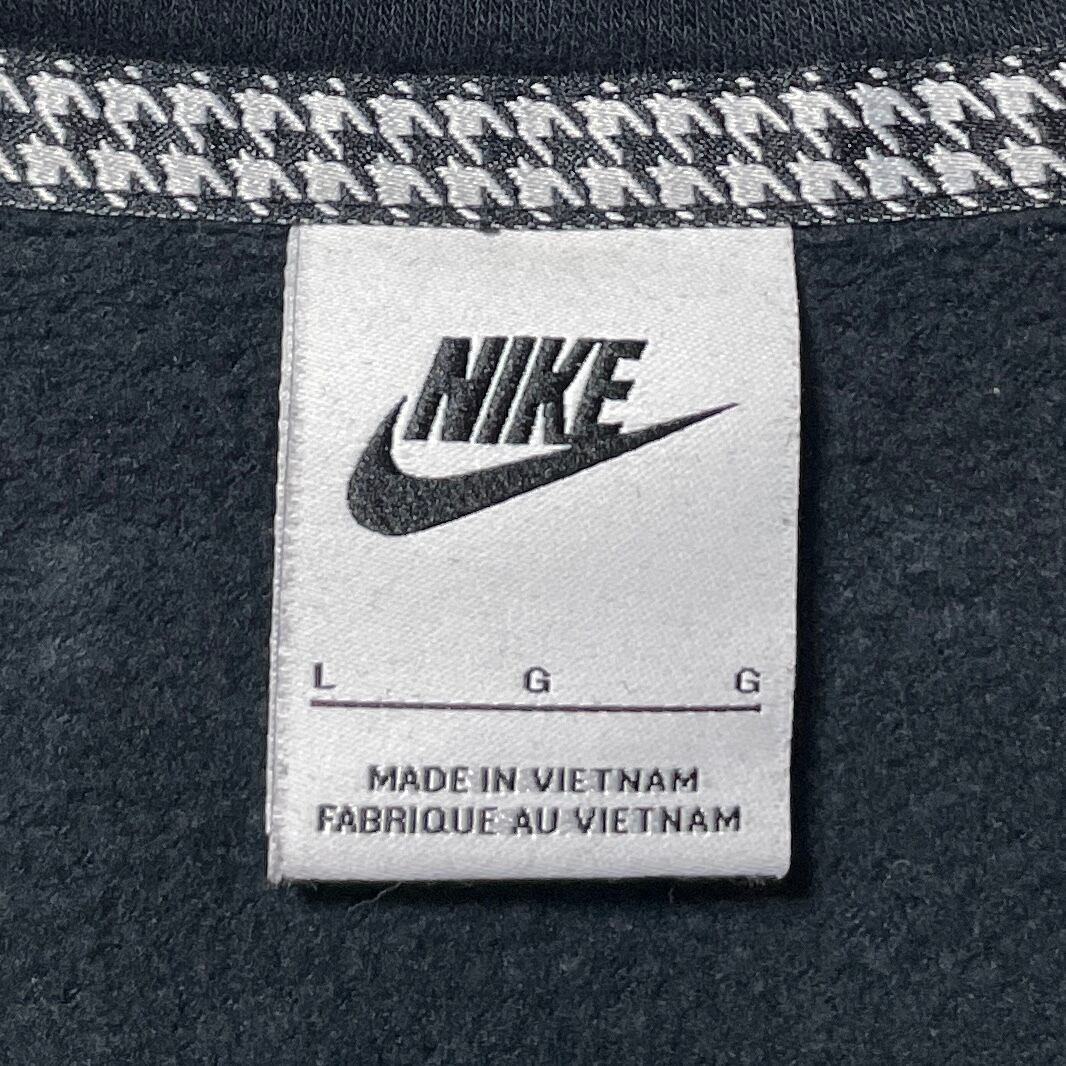 NIKE
L G G
MADE IN VIETNAM
FABRIQUE AU VIETNAM